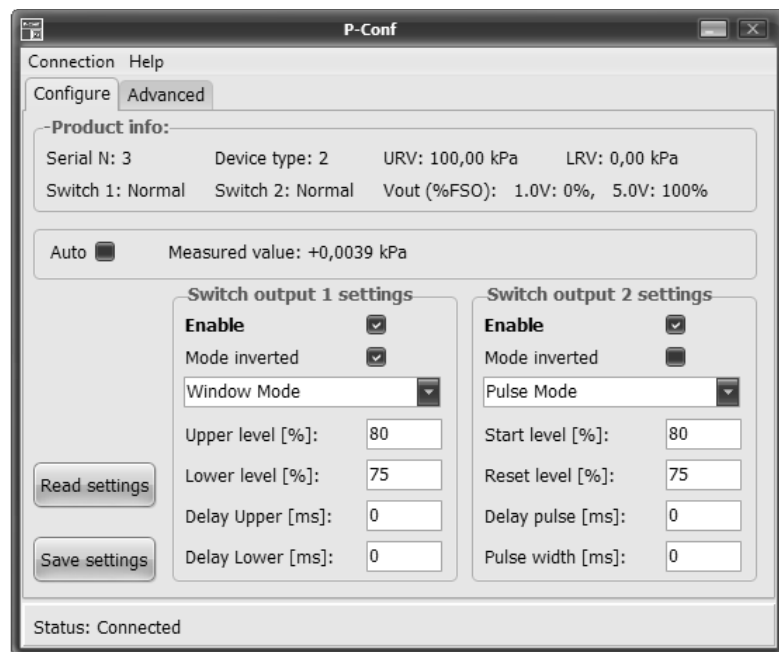 P-Conf
Connection Help
Configure Advanced
Product info:
Serial N: 3 Device type: 2 URV: 100,00 kPa LRV: 0,00 kPa
Switch 1: Normal Switch 2: Normal Vout (%FSO): 1.0V: 0%, 5.0V: 100%
Auto Measured value: +0,0039 kPa
Switch output 1 settings
Enable
Mode inverted
Window Mode
Upper level [%]: 80
Lower level [%]: 75
Delay Upper [ms]: 0
Delay Lower [ms]: 0
Switch output 2 settings
Enable
Mode inverted
Pulse Mode
Start level [%]: 80
Reset level [%]: 75
Delay pulse [ms]: 0
Pulse width [ms]: 0
Read settings
Save settings
Status: Connected